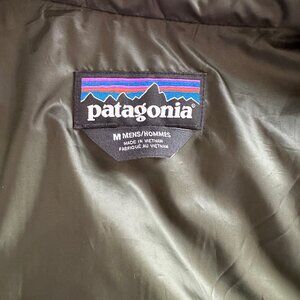 patagonia
M MENS/HOMMES
MADE IN VIETNAM
FABRIQUÉ AU VIETNAM